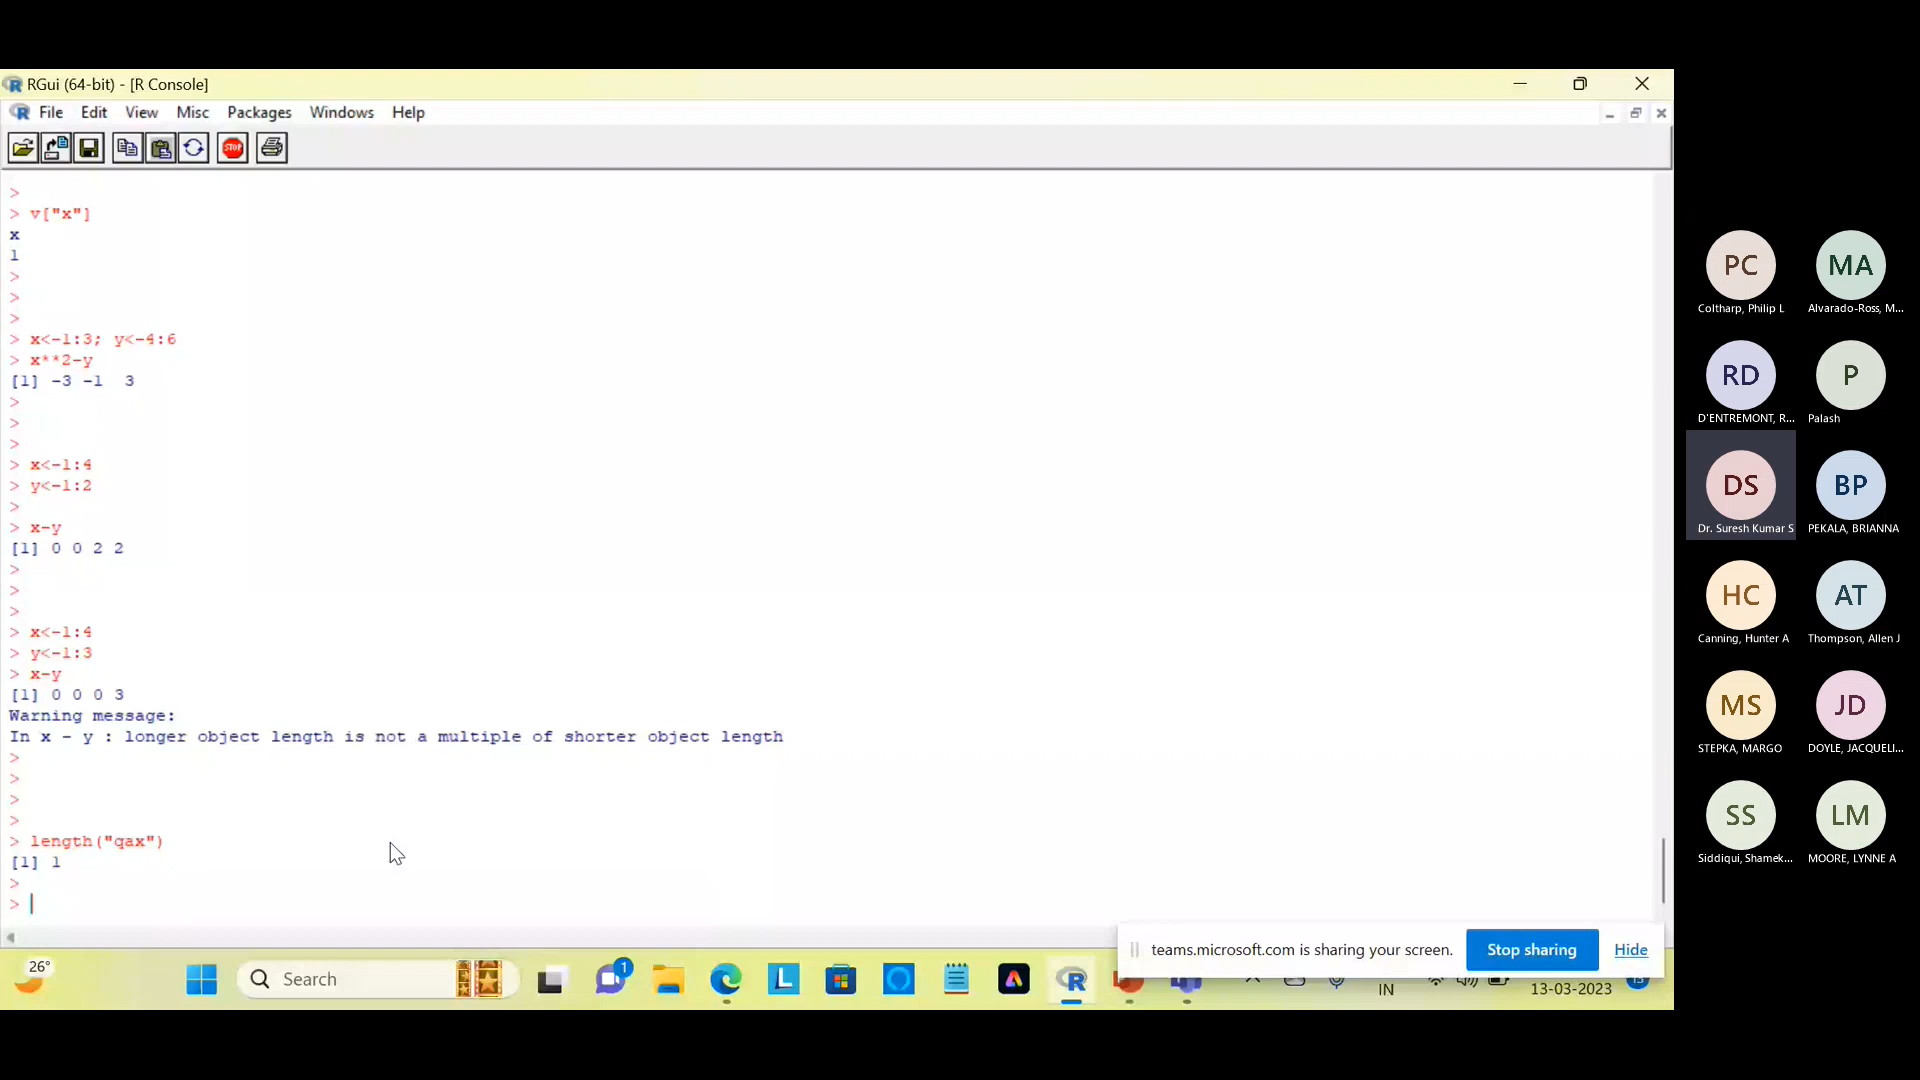 RGui (64-bit) - [R Console]
File Edit View Misc Packages Windows Help
STOP
>
> v["x"]
x
1
>
>
>
> x<-1:3; y<-4:6
> x**2-y
[1] -3 -1  3
>
>
>
> x<-1:4
> y<-1:2
>
> x-y
[1] 0 0 2 2
>
>
>
> x<-1:4
> y<-1:3
> x-y
[1] 0 0 0 3
Warning message:
In x - y : longer object length is not a multiple of shorter object length
>
>
>
>
> length("qax")
[1] 1
>
>
teams.microsoft.com is sharing your screen. Stop sharing Hide
26°
Search
1
L
IN
13-03-2023
PC
Coltharp, Philip L
MA
Alvarado-Ross, M...
RD
D'ENTREMONT, R...
P
Palash
DS
Dr. Suresh Kumar S
BP
PEKALA, BRIANNA
HC
Canning, Hunter A
AT
Thompson, Allen J
MS
STEPKA, MARGO
JD
DOYLE, JACQUELI...
SS
Siddiqui, Shamek...
LM
MOORE, LYNNE A